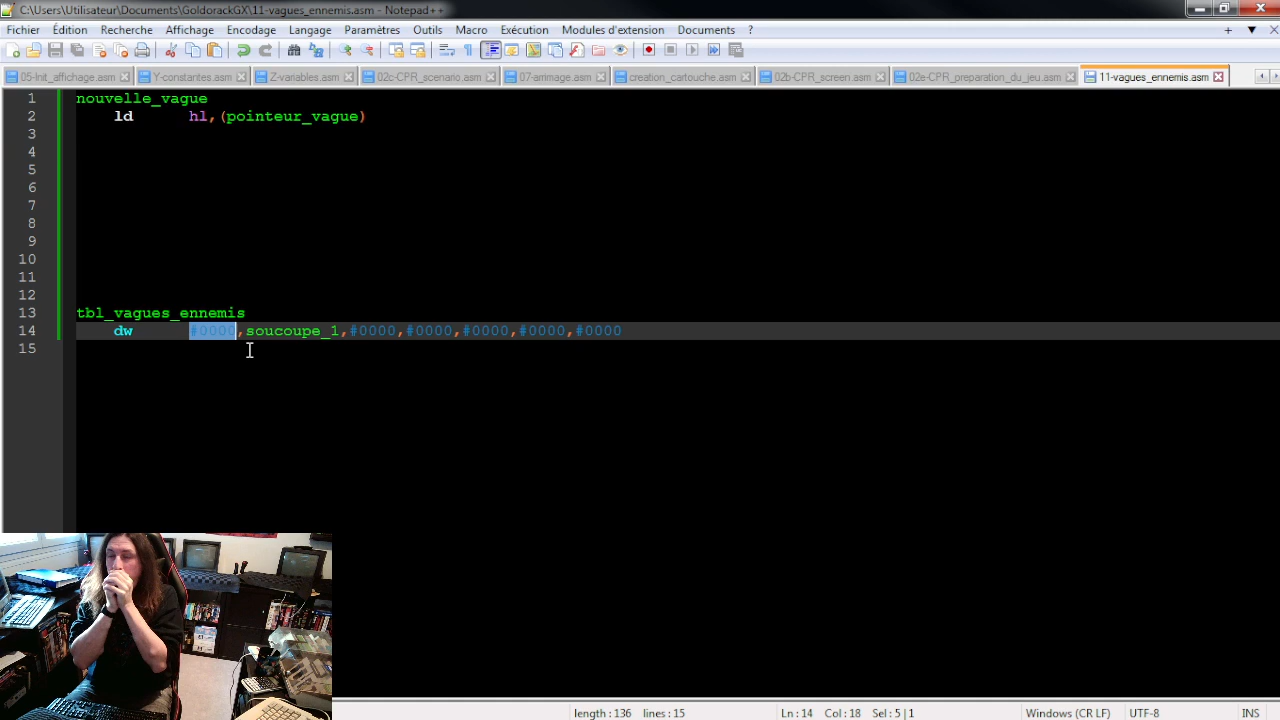 C:\Users\Utilisateur\Documents\GoldorackGX\11-vagues_ennemis.asm - Notepad++
Fichier Édition Recherche Affichage Encodage Langage Paramètres Outils Macro Exécution Modules d'extension Documents ?
05-Init_affichage.asm Y-constantes.asm Z-variables.asm 02c-CPR_scenario.asm 07-arrimage.asm creation_cartouche.asm 02b-CPR_screen.asm 02e-CPR_preparation_du_jeu.asm 11-vagues_ennemis.asm
1 nouvelle_vague
2 ld hl,(pointeur_vague)
3
4
5
6
7
8
9
10
11
12
13 tbl_vagues_ennemis
14 dw #0000,soucoupe_1,#0000,#0000,#0000,#0000,#0000
15
length : 136 lines : 15 Ln : 14 Col : 18 Sel : 5 | 1 Windows (CR LF) UTF-8 INS